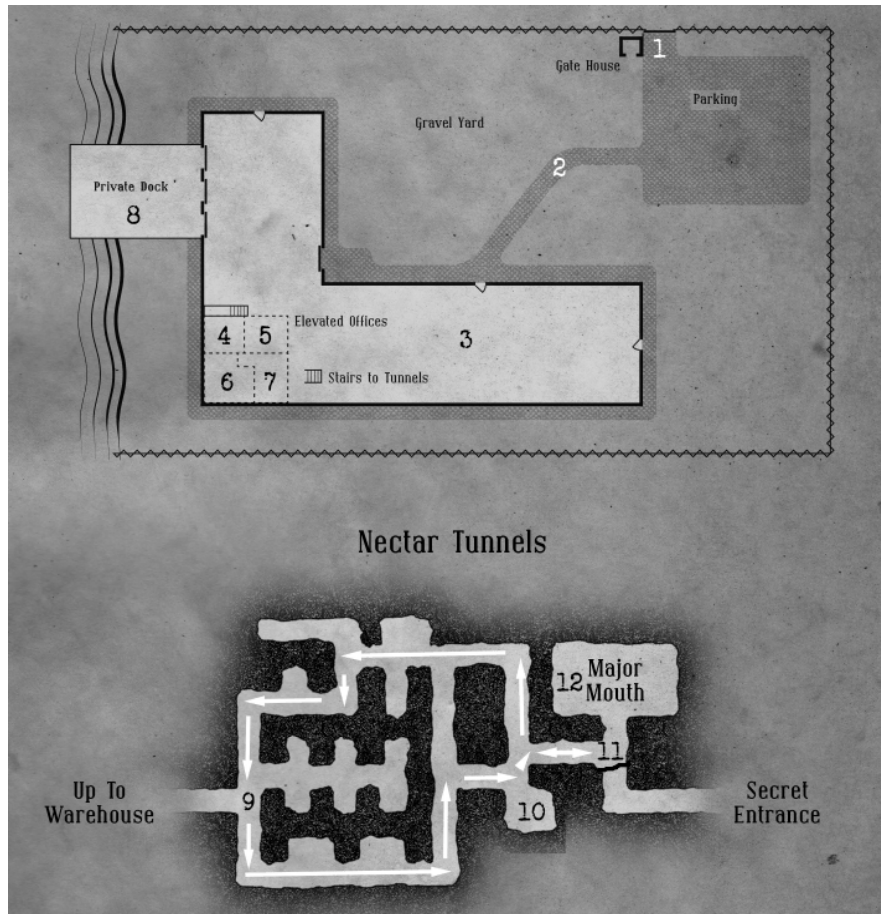 1
Gate House
Parking
Gravel Yard
2
Private Dock
8
Elevated Offices
4 5
3
6 7
Stairs to Tunnels
Nectar Tunnels
12 Major
Mouth
11
Up To
Warehouse
9
10
Secret
Entrance